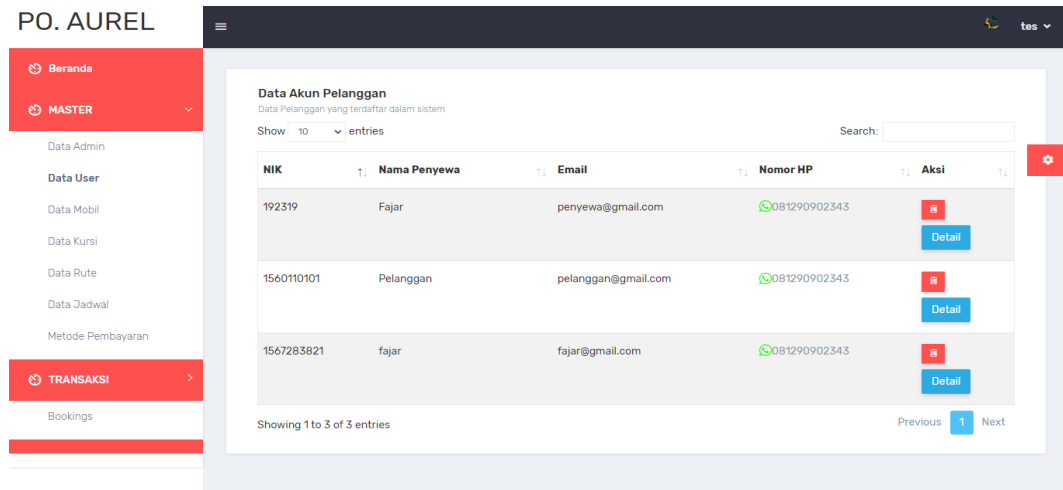 PO. AUREL
tes
Beranda
MASTER
Data Admin
Data User
Data Mobil
Data Kursi
Data Rute
Data Jadwal
Metode Pembayaran
TRANSAKSI
Bookings
Data Akun Pelanggan
Data Pelanggan yang terdaftar dalam sistem
Show 10 entries Search:
NIK Nama Penyewa Email Nomor HP Aksi
192319 Fajar penyewa@gmail.com 081290902343
Detail
1560110101 Pelanggan pelanggan@gmail.com 081290902343
Detail
1567283821 fajar fajar@gmail.com 081290902343
Detail
Showing 1 to 3 of 3 entries Previous 1 Next